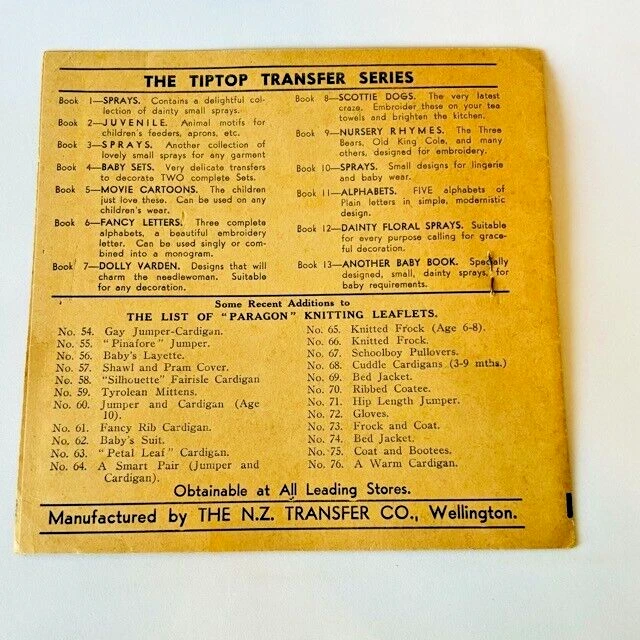 THE TIPTOP TRANSFER SERIES
Book 1—SPRAYS. Contains a delightful col-
lection of dainty small sprays.
Book 2—JUVENILE. Animal motifs for
children's feeders, aprons, etc.
Book 3—SPRAYS. Another collection of
lovely small sprays for any garment
Book 4—BABY SETS. Very delicate transfers
to decorate TWO complete Sets.
Book 5—MOVIE CARTOONS. The children
just love these. Can be used on any
children's wear.
Book 6—FANCY LETTERS. Three complete
alphabets, a beautiful embroidery
letter. Can be used singly or com-
bined into a monogram.
Book 7—DOLLY VARDEN. Designs that will
charm the needlewoman. Suitable
for any decoration.
Book 8—SCOTTIE DOGS. The very latest
craze. Embroider these on your tea
towels and brighten the kitchen.
Book 9—NURSERY RHYMES. The Three
Bears, Old King Cole, and many
others, designed for embroidery.
Book 10—SPRAYS. Small designs for lingerie
and baby wear.
Book 11—ALPHABETS. FIVE alphabets of
Plain letters in simple, modernistic
design.
Book 12—DAINTY FLORAL SPRAYS. Suitable
for every purpose calling for grace-
ful decoration.
Book 13—ANOTHER BABY BOOK. Specially
designed, small, dainty sprays, for
baby requirements.
Some Recent Additions to
THE LIST OF "PARAGON" KNITTING LEAFLETS.
No. 54. Gay Jumper-Cardigan.
No. 55. "Pinafore" Jumper.
No. 56. Baby's Layette.
No. 57. Shawl and Pram Cover.
No. 58. "Silhouette" Fairisle Cardigan
No. 59. Tyrolean Mittens.
No. 60. Jumper and Cardigan (Age
10).
No. 61. Fancy Rib Cardigan.
No. 62. Baby's Suit.
No. 63. "Petal Leaf" Cardigan.
No. 64. A Smart Pair (Jumper and
Cardigan).
No. 65. Knitted Frock (Age 6-8).
No. 66. Knitted Frock.
No. 67. Schoolboy Pullovers.
No. 68. Cuddle Cardigans (3-9 mths.)
No. 69. Bed Jacket.
No. 70. Ribbed Coatee.
No. 71. Hip Length Jumper.
No. 72. Gloves.
No. 73. Frock and Coat.
No. 74. Bed Jacket.
No. 75. Coat and Bootees.
No. 76. A Warm Cardigan.
Obtainable at All Leading Stores.
Manufactured by THE N.Z. TRANSFER CO., Wellington.